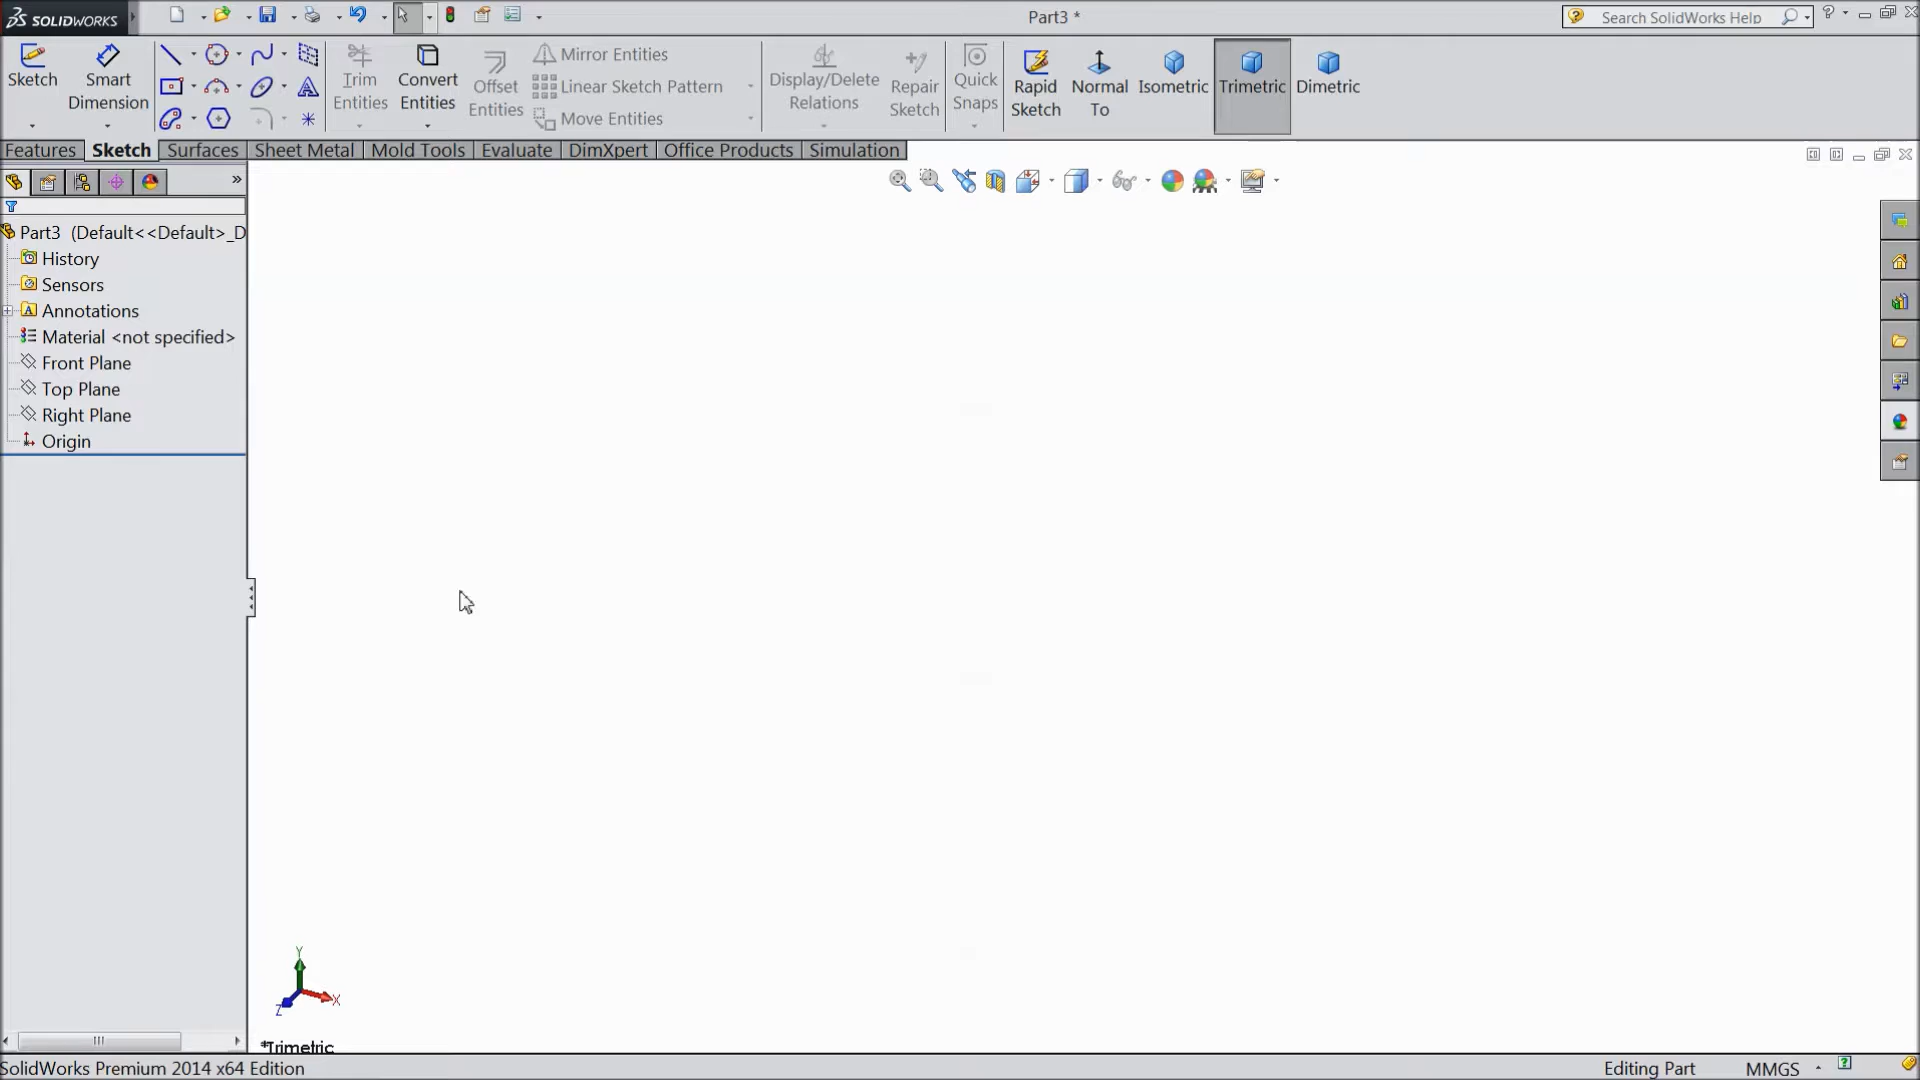 SOLIDWORKS
Part3 *
Search SolidWorks Help
Sketch
Smart Dimension
Trim Entities
Convert Entities
Offset Entities
Mirror Entities
Linear Sketch Pattern
Move Entities
Display/Delete Relations
Repair Sketch
Quick Snaps
Rapid Sketch
Normal To
Isometric
Trimetric
Dimetric
Features Sketch Surfaces Sheet Metal Mold Tools Evaluate DimXpert Office Products Simulation
Part3 (Default<<Default>_D
History
Sensors
Annotations
Material <not specified>
Front Plane
Top Plane
Right Plane
Origin
Y
X
Z
*Trimetric
SolidWorks Premium 2014 x64 Edition
Editing Part
MMGS